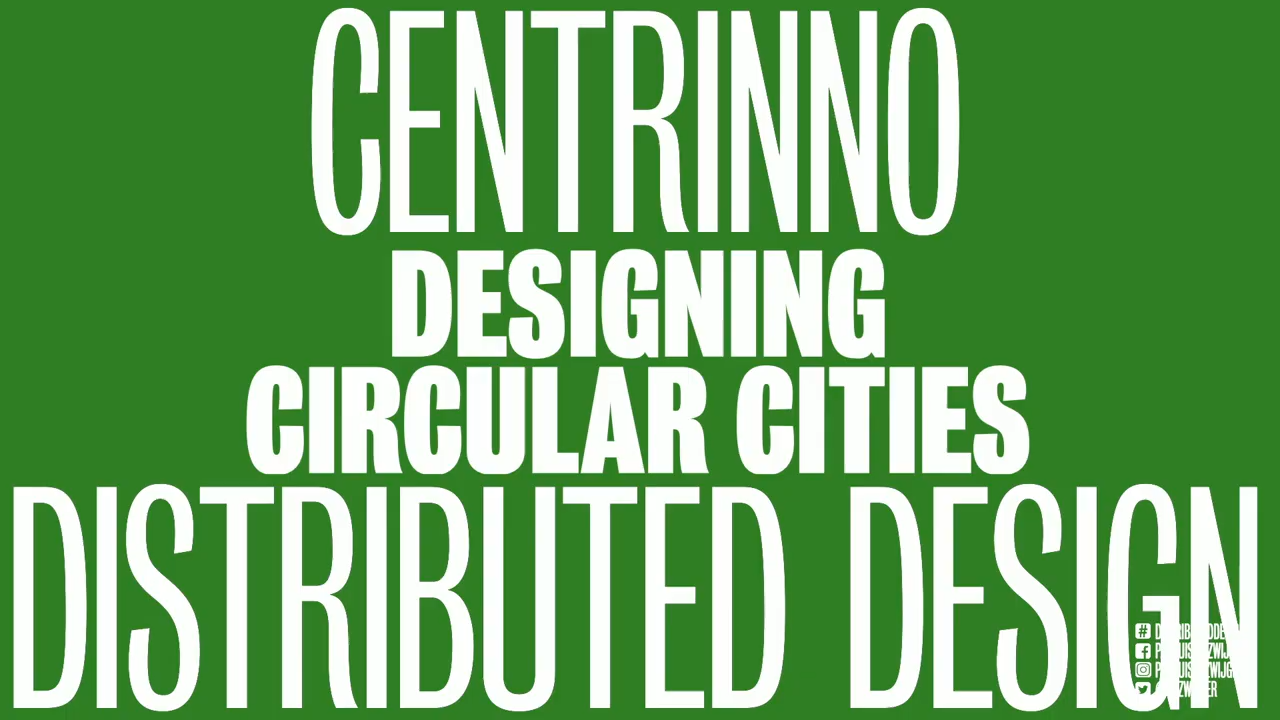 CENTRINNO
DESIGNING
CIRCULAR CITIES
DISTRIBUTED DESIGN